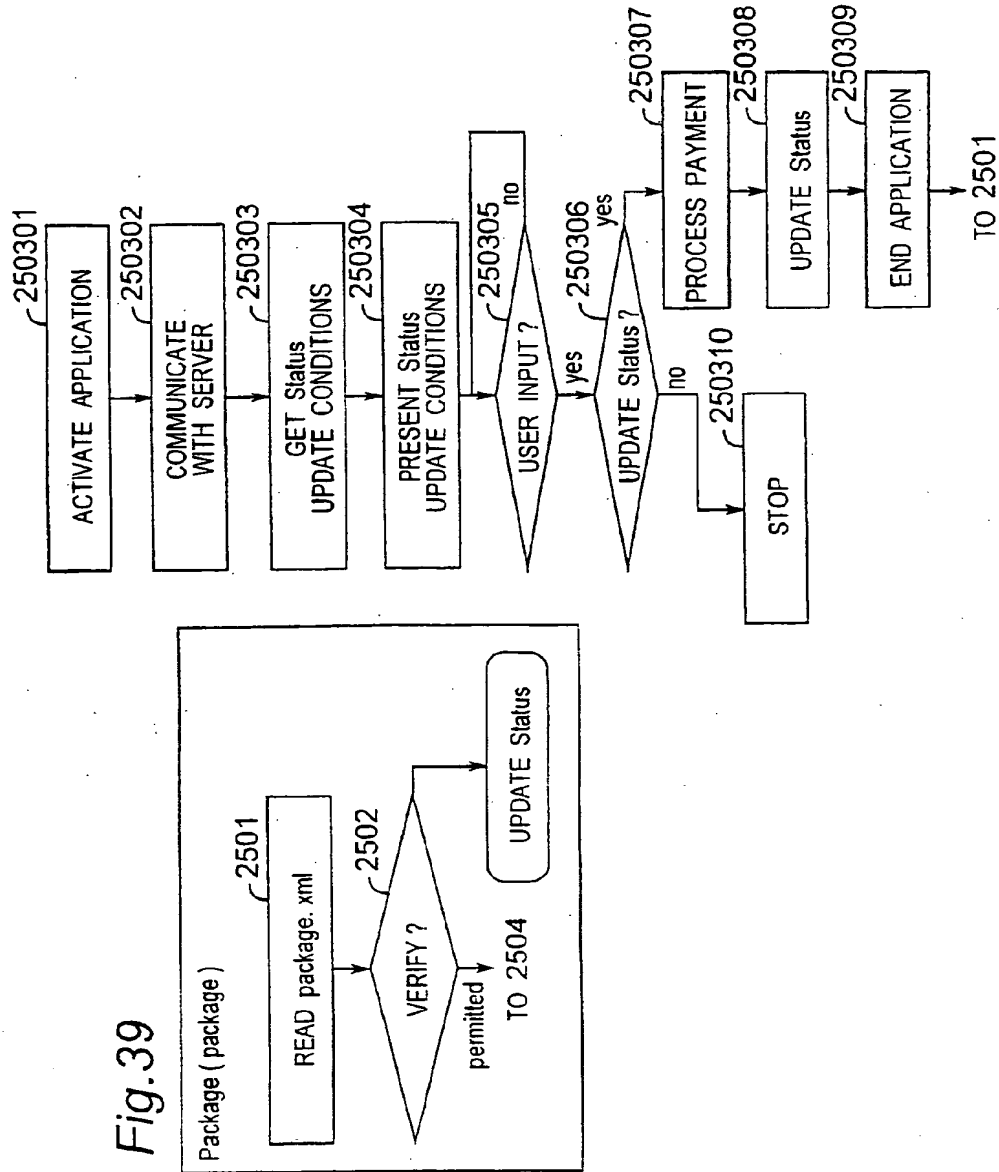 Fig.39
Package ( package )
READ package. xml
2501
VERIFY ?
2502
permitted
TO 2504
UPDATE Status
ACTIVATE APPLICATION
250301
COMMUNICATE
WITH SERVER
250302
GET Status
UPDATE CONDITIONS
250303
PRESENT Status
UPDATE CONDITIONS
250304
USER INPUT ?
250305
no
yes
UPDATE Status ?
250306
yes
no
STOP
250310
PROCESS PAYMENT
250307
UPDATE Status
250308
END APPLICATION
250309
TO 2501